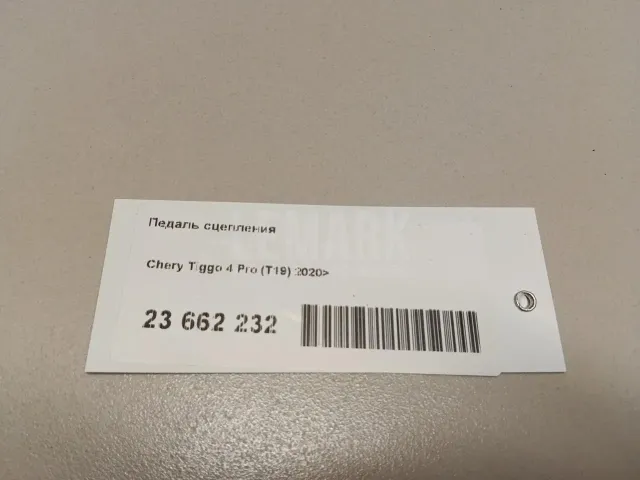 Педаль сцепления
Chery Tiggo 4 Pro (T19) 2020>
23 662 232